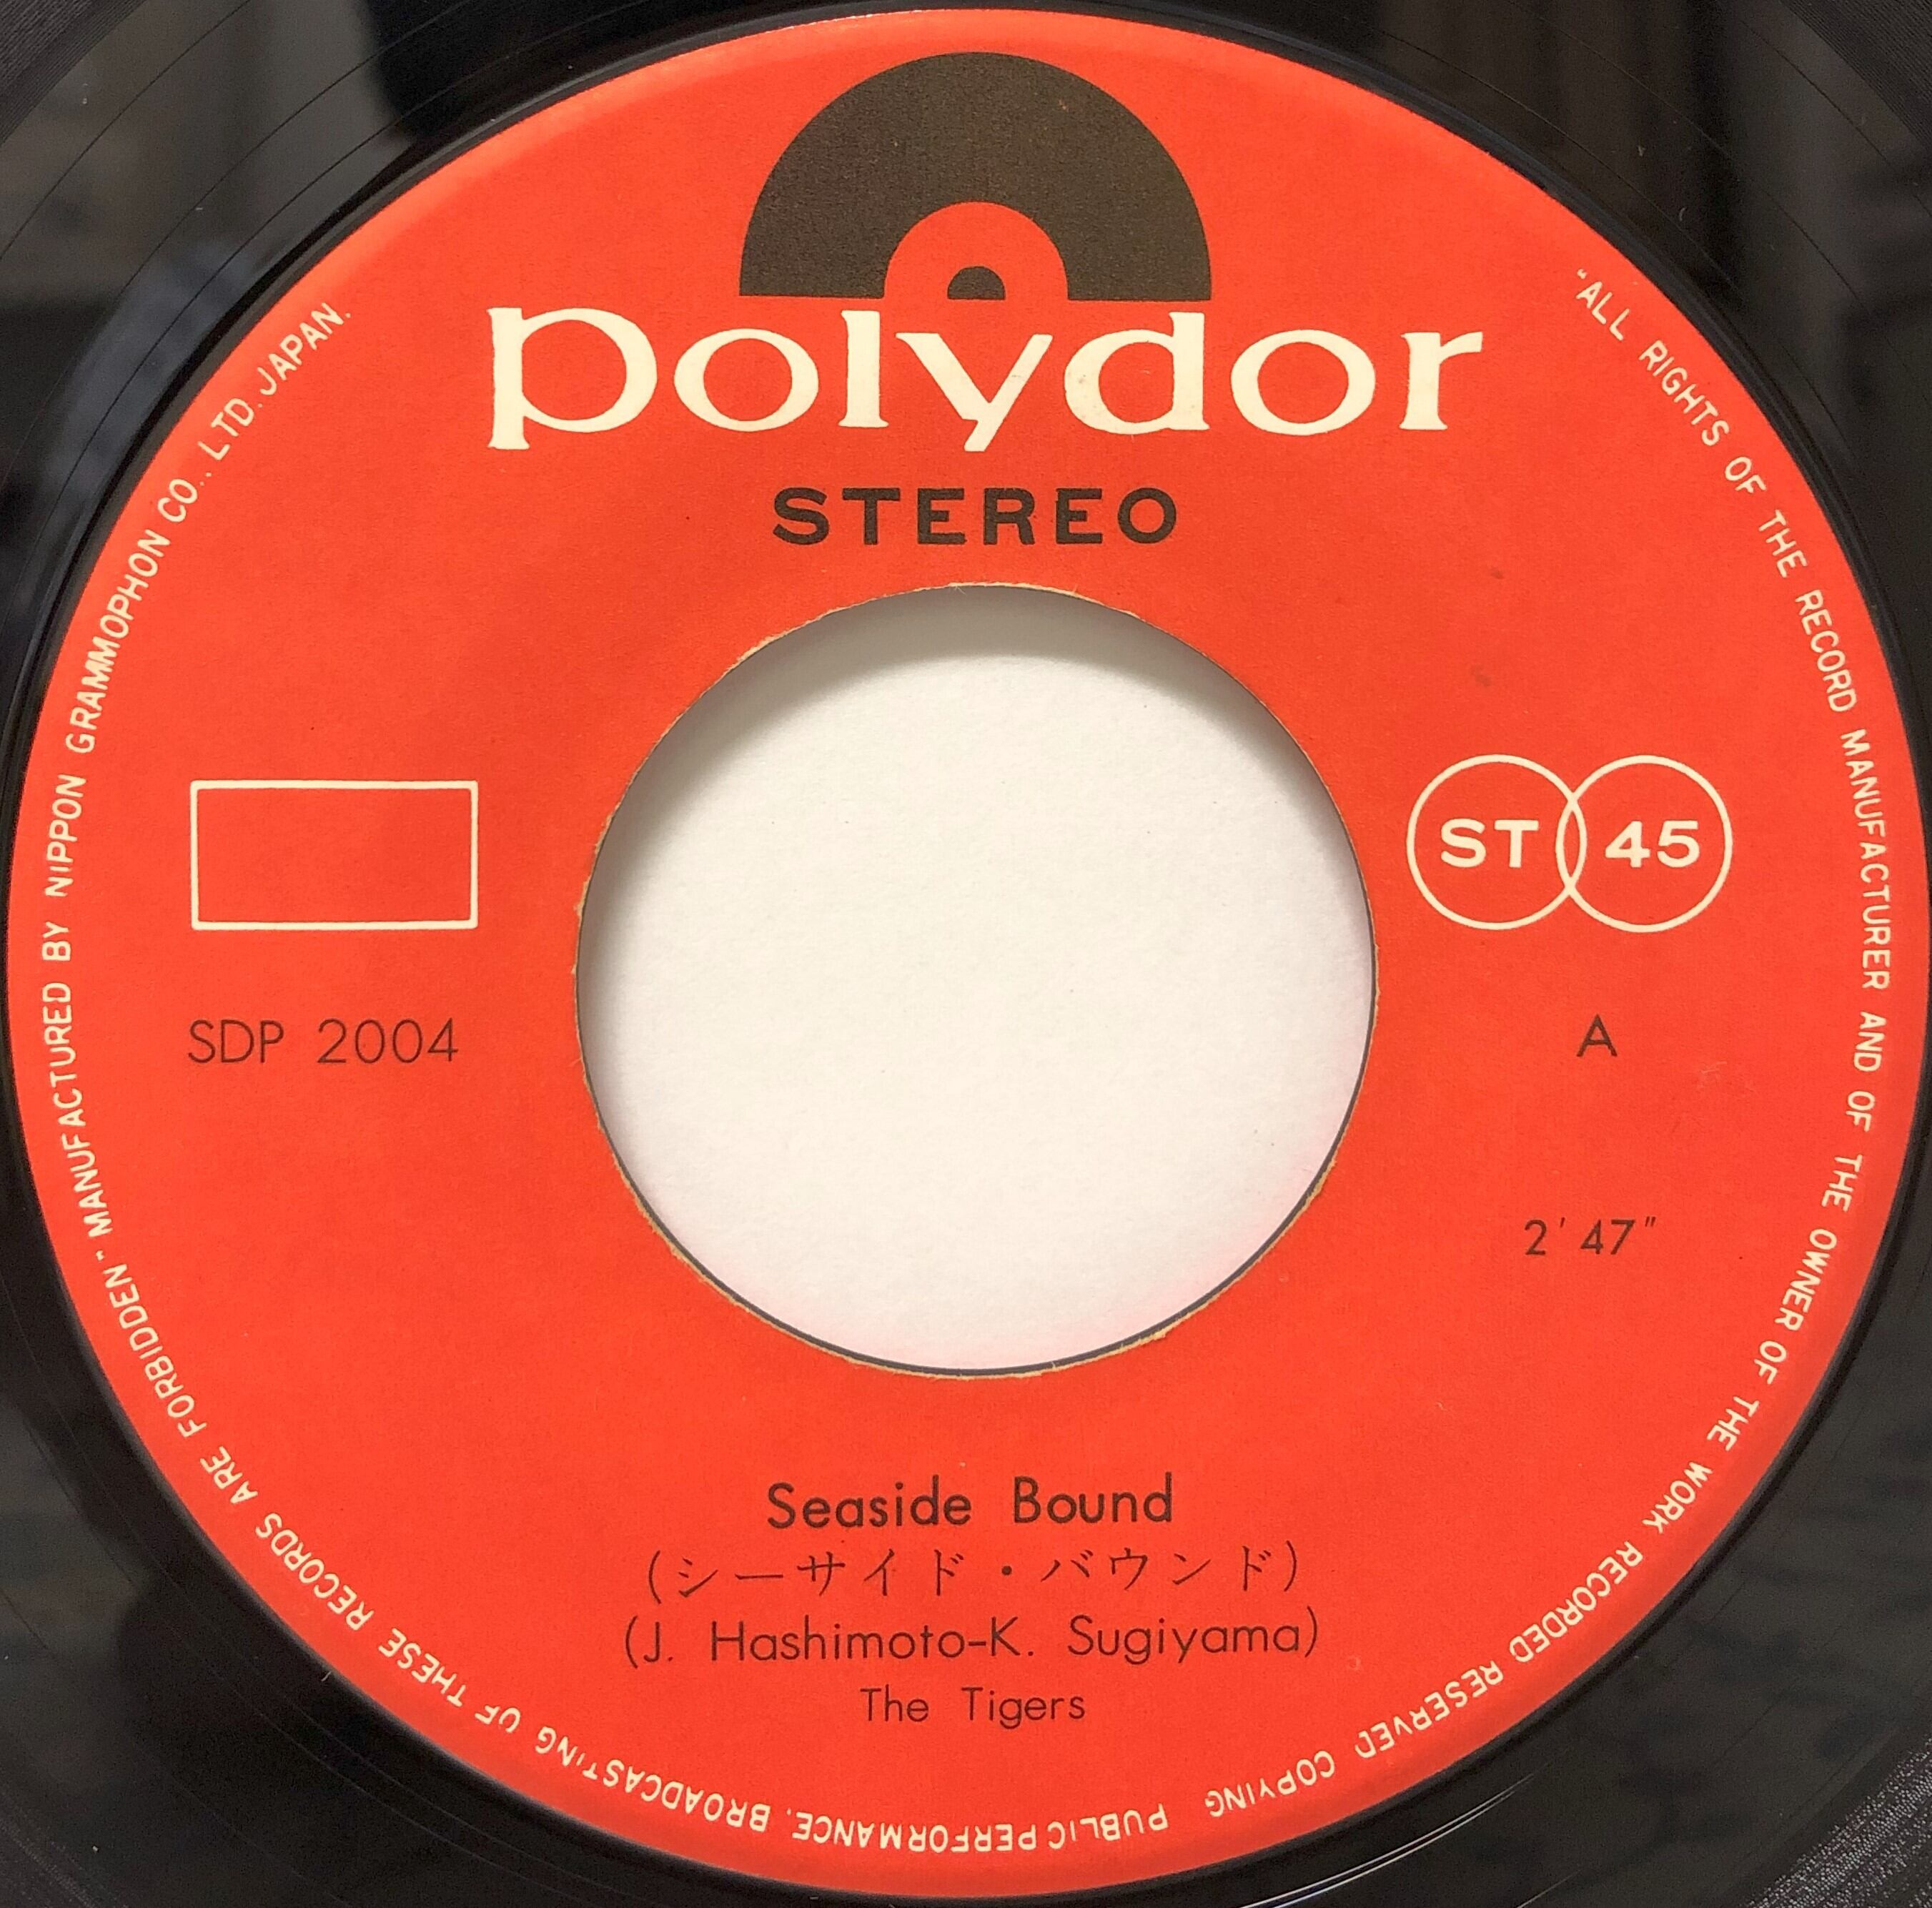 polydor
STEREO
ST 45
SDP 2004
A
2' 47"
Seaside Bound
(シーサイド・バウンド)
(J. Hashimoto-K. Sugiyama)
The Tigers
"ALL RIGHTS OF THE RECORD MANUFACTURER AND OF THE OWNER OF THE WORK RECORDED RESERVED COPYING PUBLIC PERFORMANCE. BROADCASTING OF THESE RECORDS ARE FORBIDDEN" MANUFACTURED BY NIPPON GRAMMOPHON CO., LTD. JAPAN.